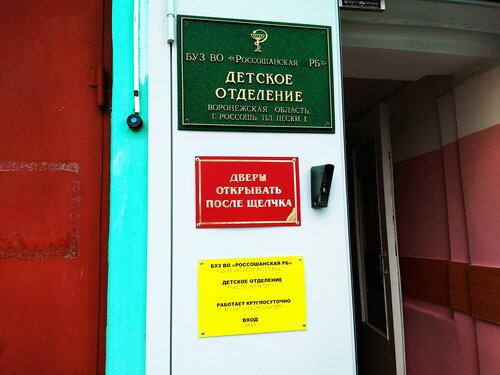 БУЗ ВО «РОССОШАНСКАЯ РБ»
ДЕТСКОЕ
ОТДЕЛЕНИЕ
ВОРОНЕЖСКАЯ ОБЛАСТЬ,
Г. РОССОШЬ, ПЛ. ПЕСКИ, 1
ДВЕРЬ
ОТКРЫВАТЬ
ПОСЛЕ ЩЕЛЧКА
БУЗ ВО «РОССОШАНСКАЯ РБ»
ДЕТСКОЕ ОТДЕЛЕНИЕ
РАБОТАЕТ КРУГЛОСУТОЧНО
ВХОД